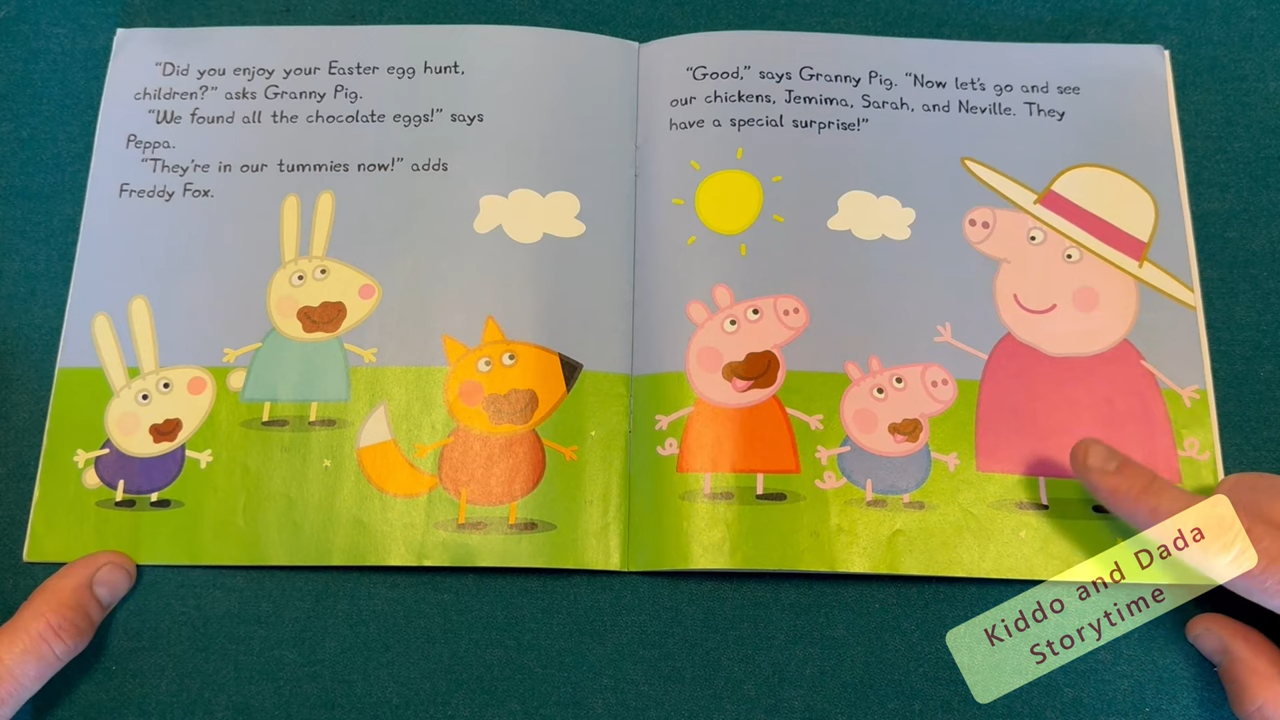 "Did you enjoy your Easter egg hunt,
children?" asks Granny Pig.
"We found all the chocolate eggs!" says
Peppa.
"They're in our tummies now!" adds
Freddy Fox.
"Good," says Granny Pig. "Now let's go and see
our chickens, Jemima, Sarah, and Neville. They
have a special surprise!"
Kiddo and Dada
Storytime